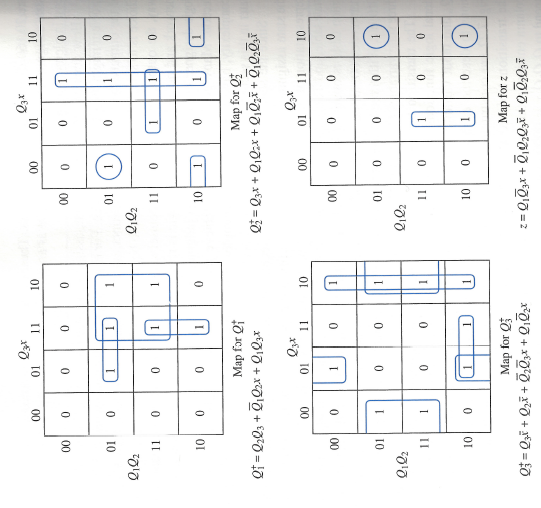 Q₃x
00 01 11 10
00 0 0 0 0
01 0 1 1 1
Q₁Q₂
11 0 0 1 1
10 0 0 1 0
Map for Q₁⁺
Q₁⁺ = Q₂Q₃ + Q̄₁Q₂x + Q₁Q₃x
Q₃x
00 01 11 10
00 0 0 1 0
01 1 0 1 0
Q₁Q₂
11 0 1 1 0
10 1 0 1 1
Map for Q₂⁺
Q₂⁺ = Q₃x + Q₁Q₂x + Q₁Q̄₂x̄ + Q̄₁Q₂Q̄₃x̄
Q₃x
00 01 11 10
00 0 1 0 1
01 1 0 0 1
Q₁Q₂
11 1 0 0 1
10 0 1 1 1
Map for Q₃⁺
Q₃⁺ = Q₃x̄ + Q₂x̄ + Q̄₂Q̄₃x + Q₁Q̄₂x
Q₃x
00 01 11 10
00 0 0 0 0
01 0 0 0 1
Q₁Q₂
11 0 1 0 0
10 0 1 0 1
Map for z
z = Q₁Q̄₃x + Q̄₁Q₂Q₃x̄ + Q₁Q̄₂Q₃x̄